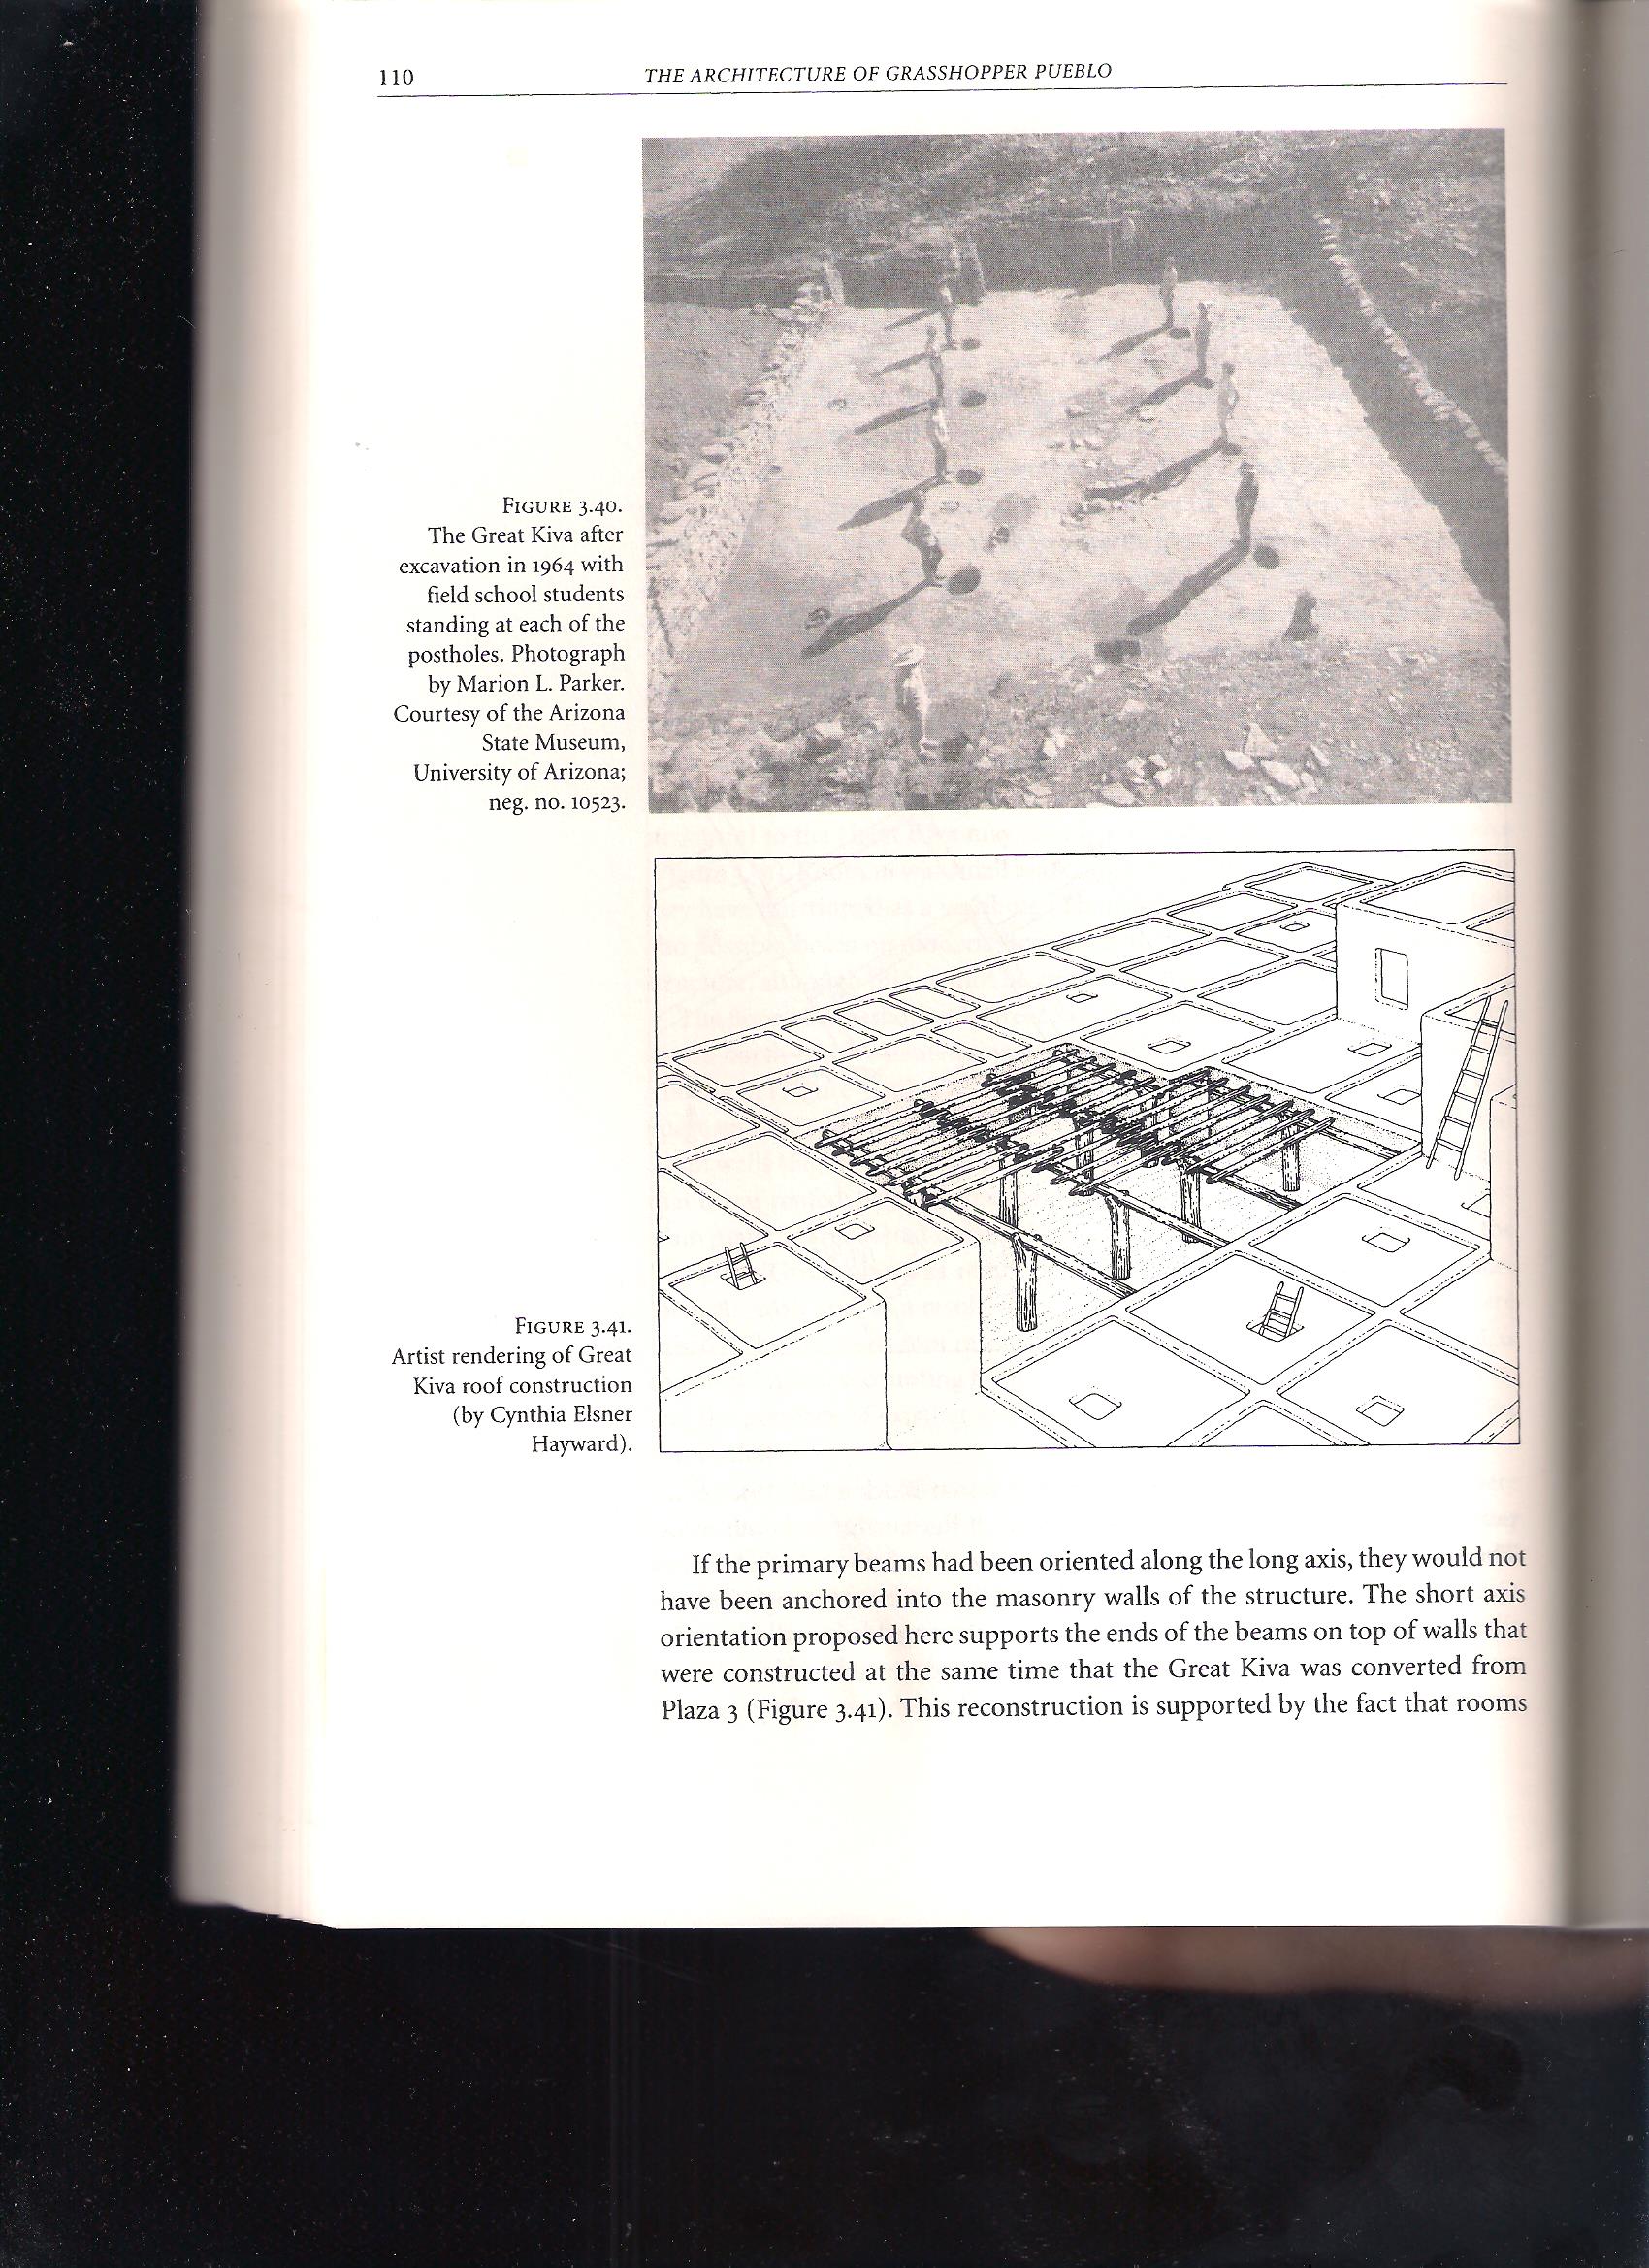 110
THE ARCHITECTURE OF GRASSHOPPER PUEBLO
FIGURE 3.40.
The Great Kiva after
excavation in 1964 with
field school students
standing at each of the
postholes. Photograph
by Marion L. Parker.
Courtesy of the Arizona
State Museum,
University of Arizona;
neg. no. 10523.
FIGURE 3.41.
Artist rendering of Great
Kiva roof construction
(by Cynthia Elsner
Hayward).
If the primary beams had been oriented along the long axis, they would not
have been anchored into the masonry walls of the structure. The short axis
orientation proposed here supports the ends of the beams on top of walls that
were constructed at the same time that the Great Kiva was converted from
Plaza 3 (Figure 3.41). This reconstruction is supported by the fact that rooms